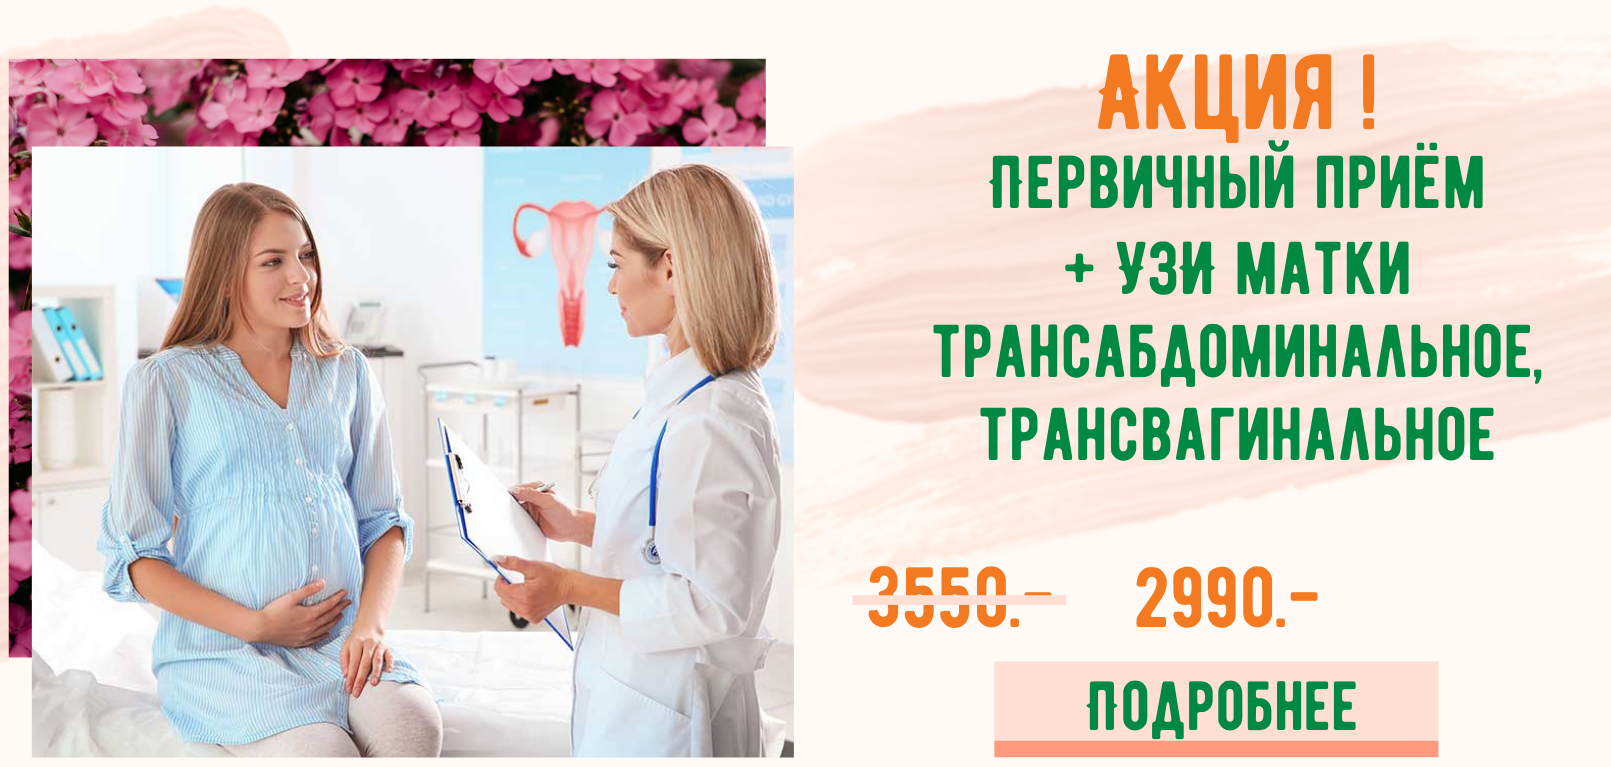 АКЦИЯ !
ПЕРВИЧНЫЙ ПРИЁМ
+ УЗИ МАТКИ
ТРАНСАБДОМИНАЛЬНОЕ,
ТРАНСВАГИНАЛЬНОЕ
3550.- 2990.-
ПОДРОБНЕЕ